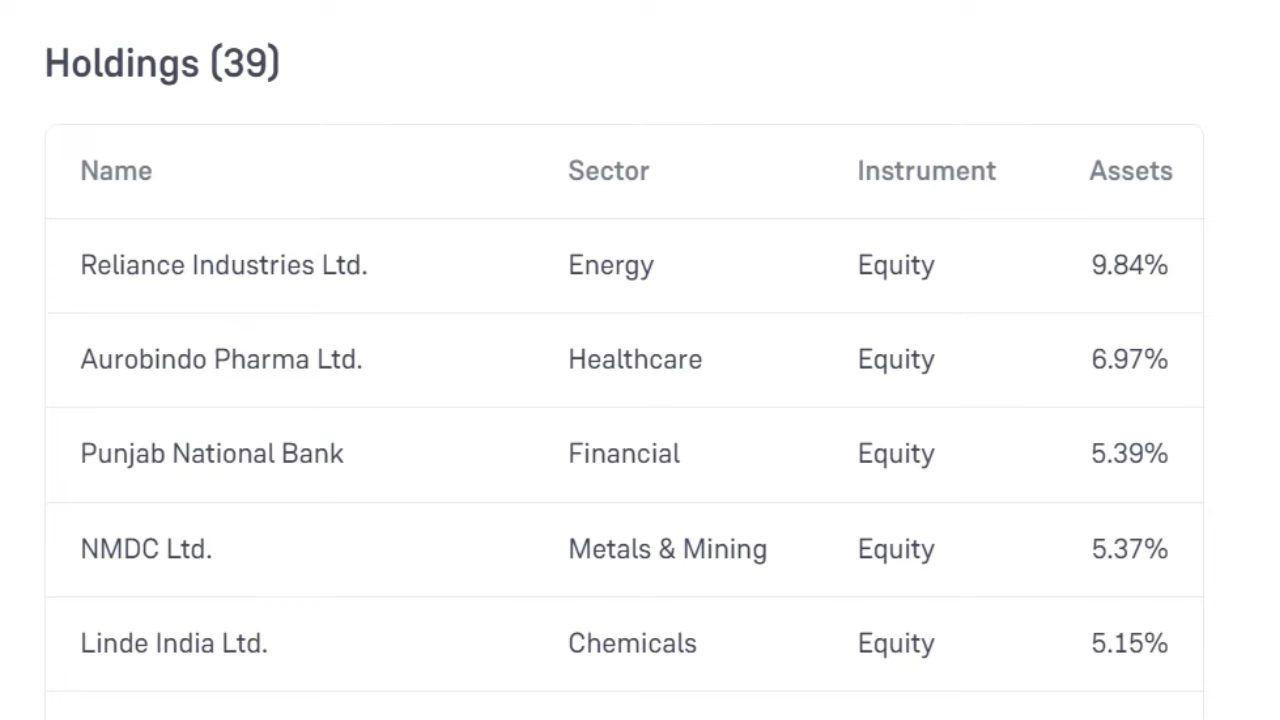 Holdings (39)
Name Sector Instrument Assets
Reliance Industries Ltd. Energy Equity 9.84%
Aurobindo Pharma Ltd. Healthcare Equity 6.97%
Punjab National Bank Financial Equity 5.39%
NMDC Ltd. Metals & Mining Equity 5.37%
Linde India Ltd. Chemicals Equity 5.15%